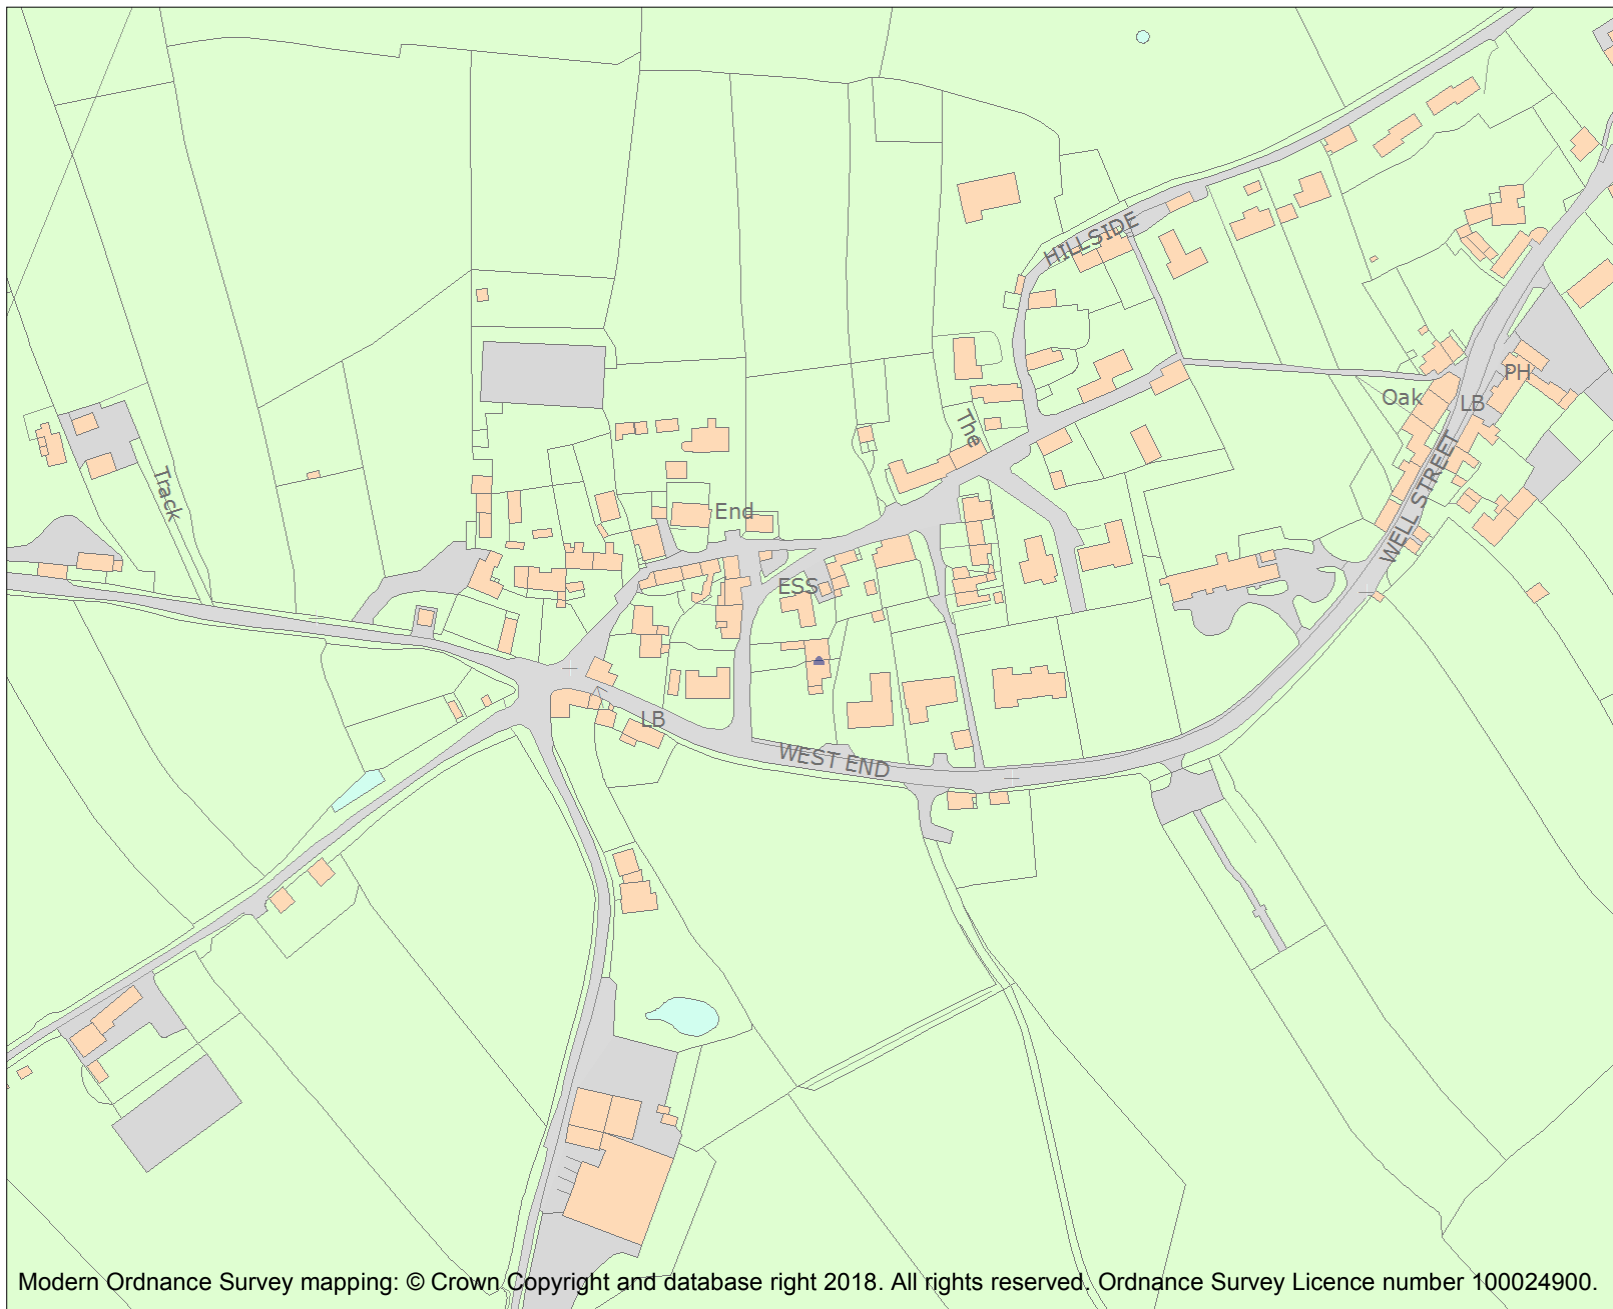 HILLSIDE
PH
Oak
LB
The
WELL STREET
Track
End
ESS
LB
WEST END
Modern Ordnance Survey mapping: © Crown Copyright and database right 2018. All rights reserved. Ordnance Survey Licence number 100024900.